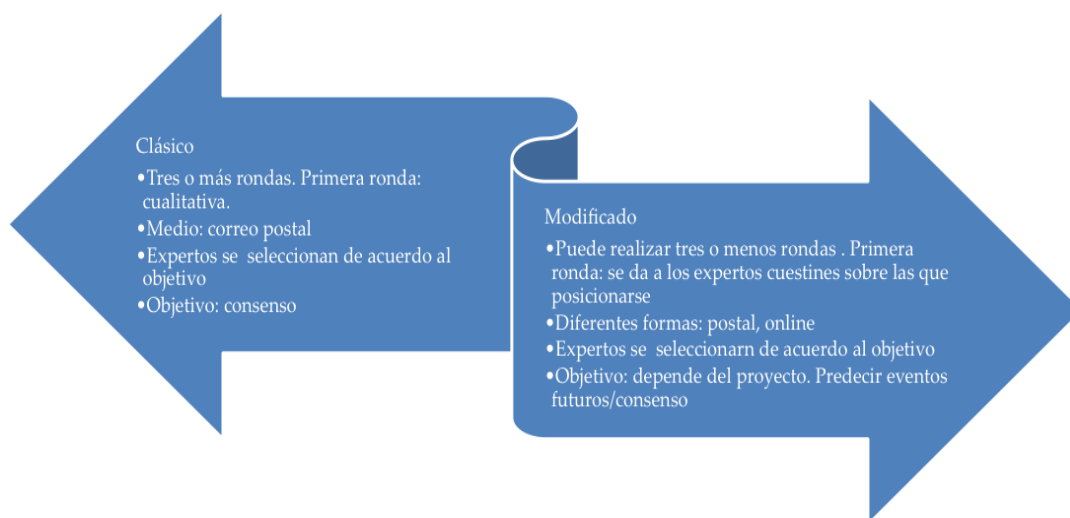 Clásico
•Tres o más rondas. Primera ronda:
cualitativa.
•Medio: correo postal
•Expertos se seleccionan de acuerdo al
objetivo
•Objetivo: consenso
Modificado
•Puede realizar tres o menos rondas . Primera
ronda: se da a los expertos cuestines sobre las que
posicionarse
•Diferentes formas: postal, online
•Expertos se seleccionarn de acuerdo al objetivo
•Objetivo: depende del proyecto. Predecir eventos
futuros/consenso